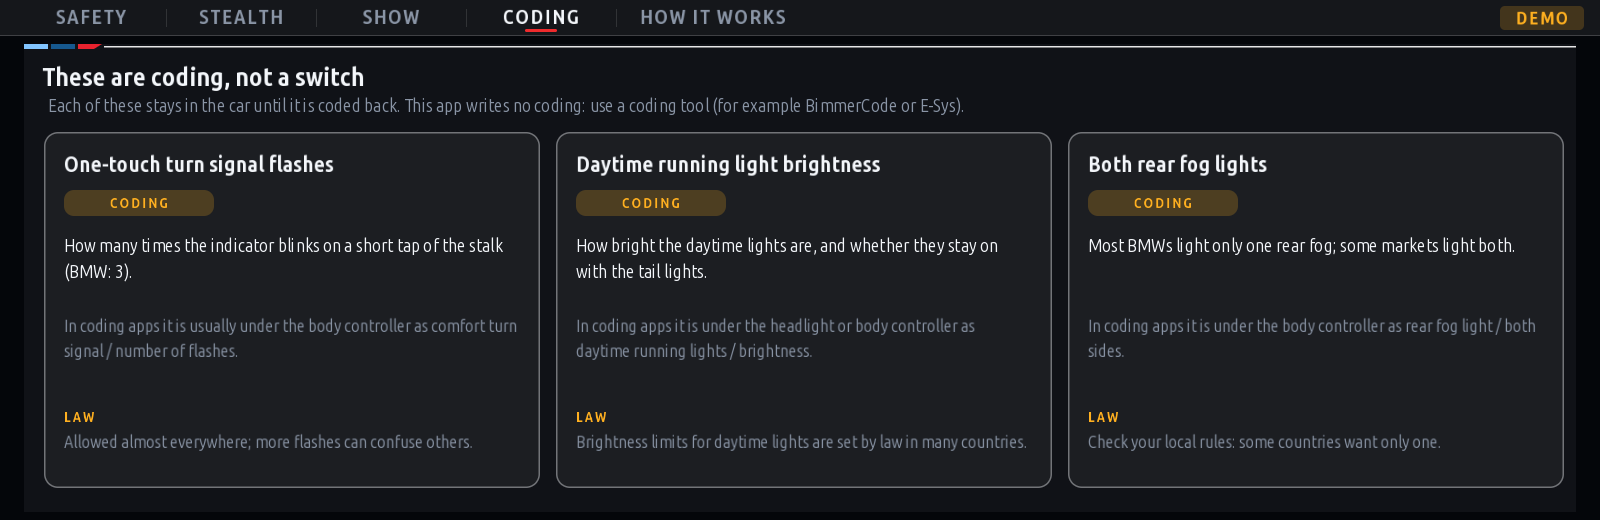 SAFETY
STEALTH
SHOW
CODING
HOW IT WORKS
DEMO
These are coding, not a switch
Each of these stays in the car until it is coded back. This app writes no coding: use a coding tool (for example BimmerCode or E-Sys).
One-touch turn signal flashes
CODING
How many times the indicator blinks on a short tap of the stalk
(BMW: 3).
In coding apps it is usually under the body controller as comfort turn
signal / number of flashes.
LAW
Allowed almost everywhere; more flashes can confuse others.
Daytime running light brightness
CODING
How bright the daytime lights are, and whether they stay on
with the tail lights.
In coding apps it is under the headlight or body controller as
daytime running lights / brightness.
LAW
Brightness limits for daytime lights are set by law in many countries.
Both rear fog lights
CODING
Most BMWs light only one rear fog; some markets light both.
In coding apps it is under the body controller as rear fog light / both
sides.
LAW
Check your local rules: some countries want only one.